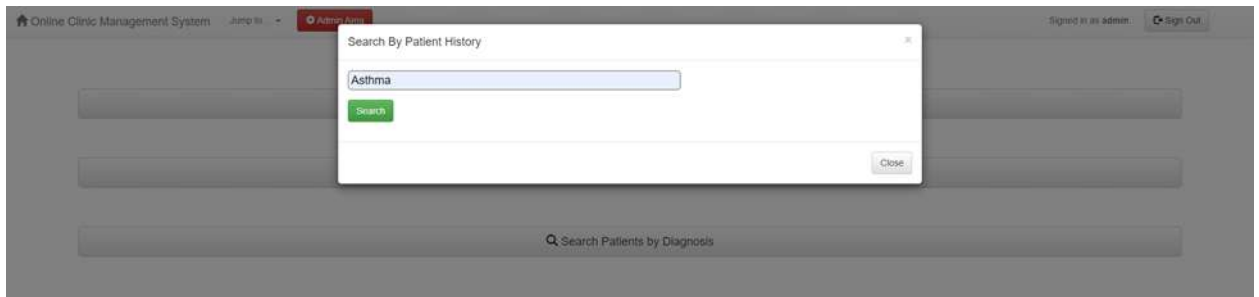 Online Clinic Management System Jump to ... Admin Area Signed in as admin. Sign Out
Search By Patient History ×
Asthma
Search
Close
Search Patients by Diagnosis